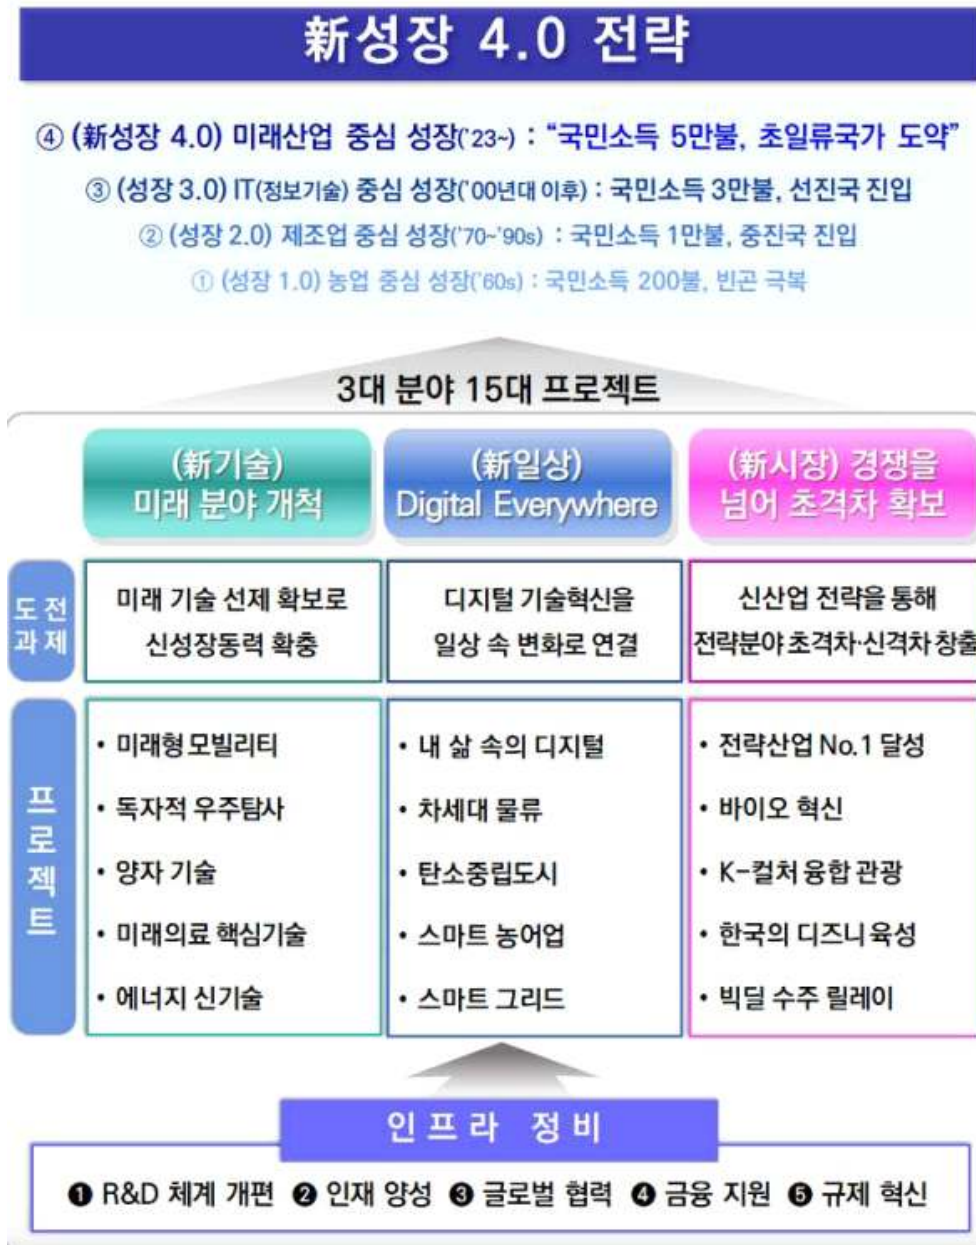 新성장 4.0 전략
④ (新성장 4.0) 미래산업 중심 성장('23~) : “국민소득 5만불, 초일류국가 도약”
③ (성장 3.0) IT(정보기술) 중심 성장('00년대 이후) : 국민소득 3만불, 선진국 진입
② (성장 2.0) 제조업 중심 성장('70~'90s) : 국민소득 1만불, 중진국 진입
① (성장 1.0) 농업 중심 성장('60s) : 국민소득 200불, 빈곤 극복
3대 분야 15대 프로젝트
(新기술)
미래 분야 개척
(新일상)
Digital Everywhere
(新시장) 경쟁을
넘어 초격차 확보
도전
과제
미래 기술 선제 확보로
신성장동력 확충
디지털 기술혁신을
일상 속 변화로 연결
신산업 전략을 통해
전략분야 초격차·신격차 창출
프로젝트
• 미래형 모빌리티
• 독자적 우주탐사
• 양자 기술
• 미래의료 핵심기술
• 에너지 신기술
• 내 삶 속의 디지털
• 차세대 물류
• 탄소중립도시
• 스마트 농어업
• 스마트 그리드
• 전략산업 No.1 달성
• 바이오 혁신
• K-컬처 융합 관광
• 한국의 디즈니 육성
• 빅딜 수주 릴레이
인프라 정비
❶ R&D 체계 개편 ❷ 인재 양성 ❸ 글로벌 협력 ❹ 금융 지원 ❺ 규제 혁신